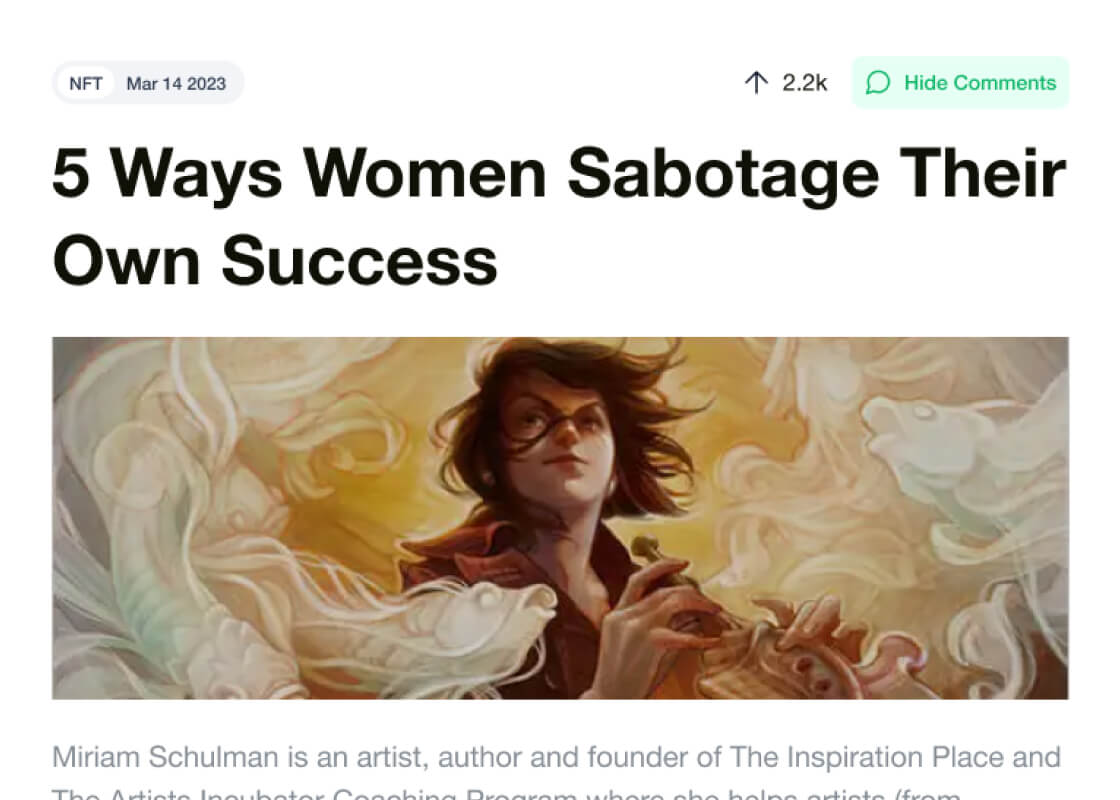 NFT Mar 14 2023 2.2k Hide Comments
5 Ways Women Sabotage Their
Own Success
Miriam Schulman is an artist, author and founder of The Inspiration Place and
The Artists Incubator Coaching Program where she helps artists (from